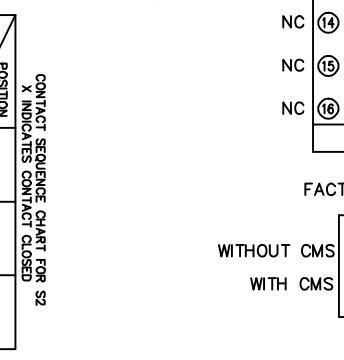 NC 14
NC 15
NC 16
FACT
WITHOUT CMS
WITH CMS
CONTACT SEQUENCE CHART FOR S2
X INDICATES CONTACT CLOSED
POSITION